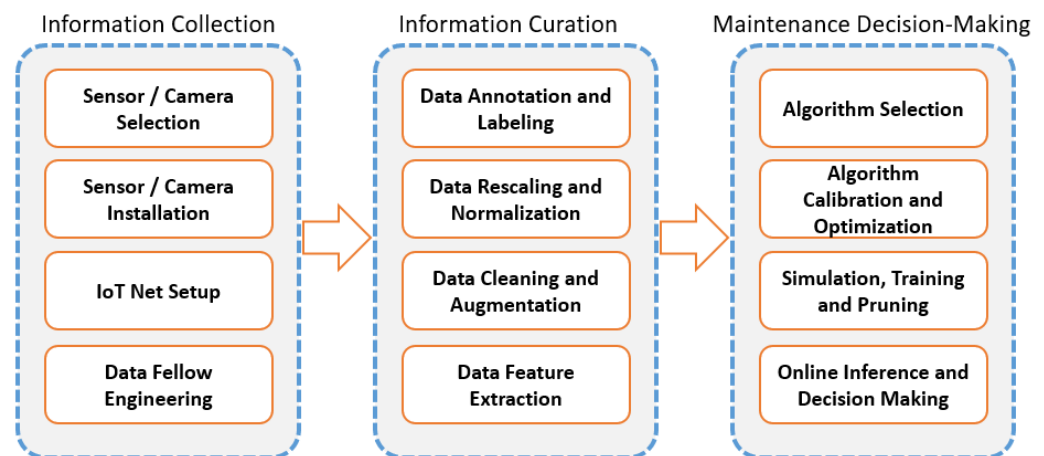 Information Collection
Sensor / Camera
Selection
Sensor / Camera
Installation
IoT Net Setup
Data Fellow
Engineering
Information Curation
Data Annotation and
Labeling
Data Rescaling and
Normalization
Data Cleaning and
Augmentation
Data Feature
Extraction
Maintenance Decision-Making
Algorithm Selection
Algorithm
Calibration and
Optimization
Simulation, Training
and Pruning
Online Inference and
Decision Making